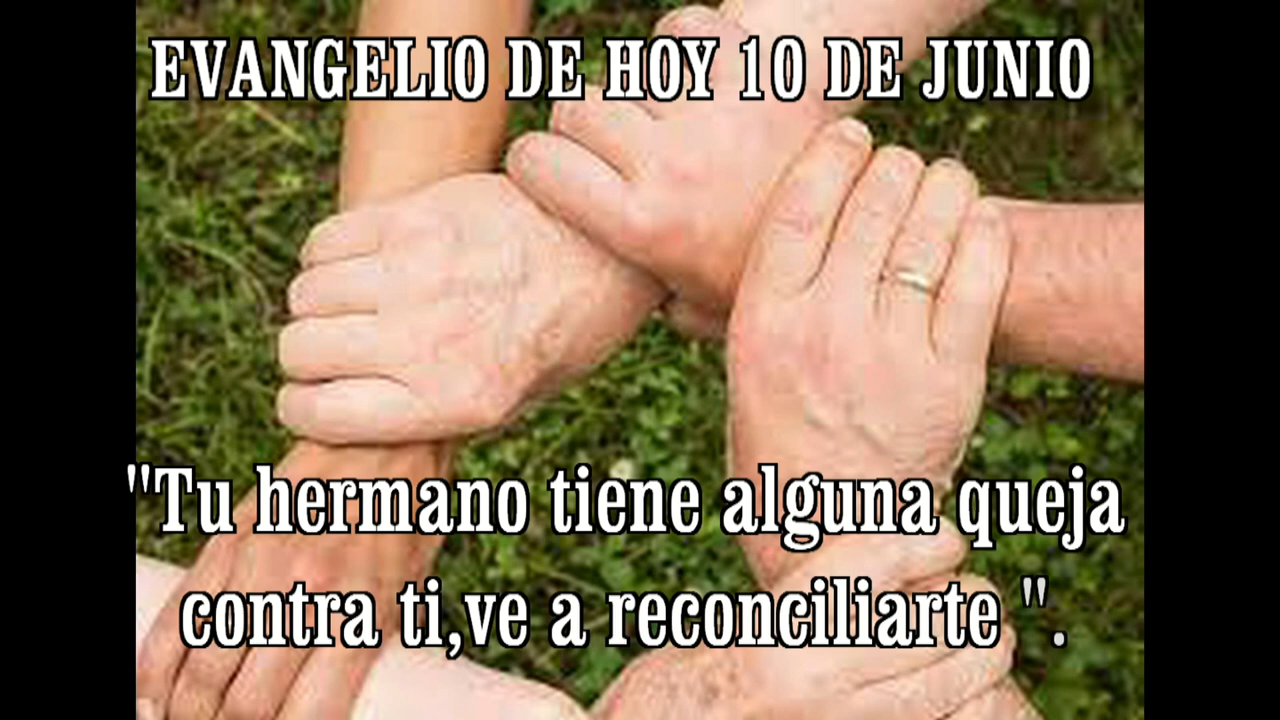 EVANGELIO DE HOY 10 DE JUNIO
"Tu hermano tiene alguna queja
contra ti,ve a reconciliarte ".